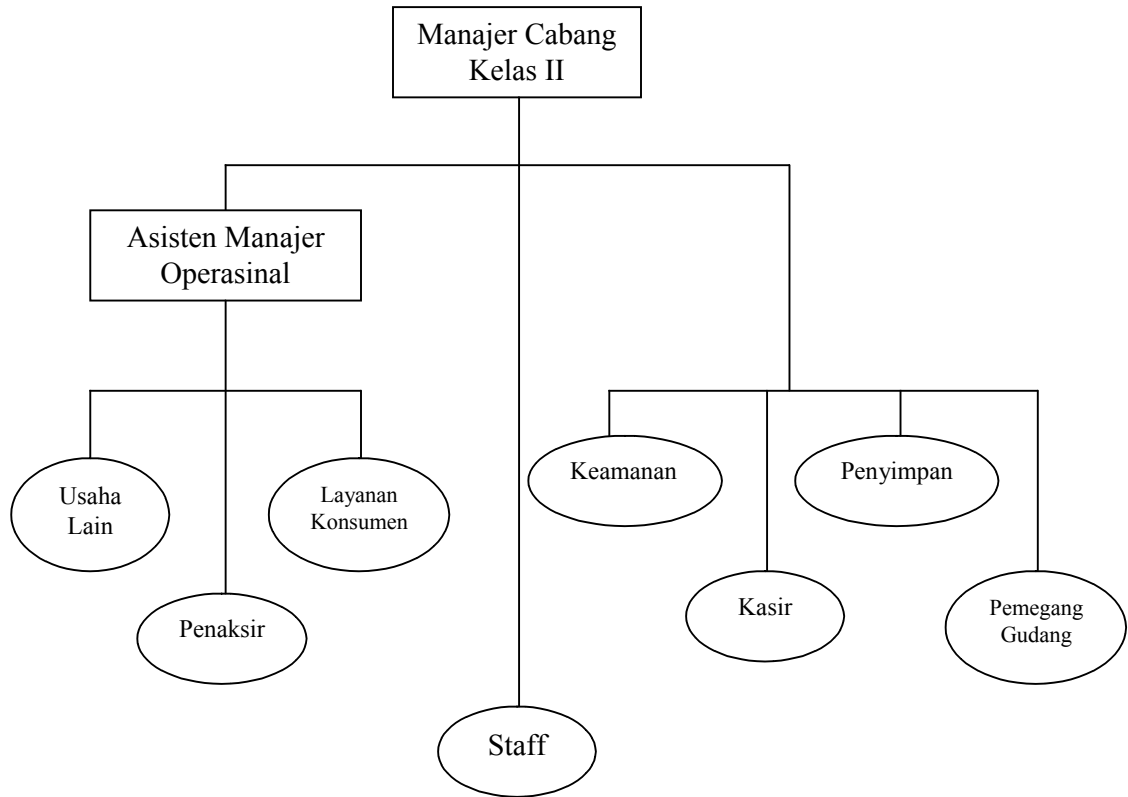 Manajer Cabang
Kelas II
Asisten Manajer
Operasinal
Usaha
Lain
Layanan
Konsumen
Penaksir
Keamanan
Penyimpan
Kasir
Pemegang
Gudang
Staff